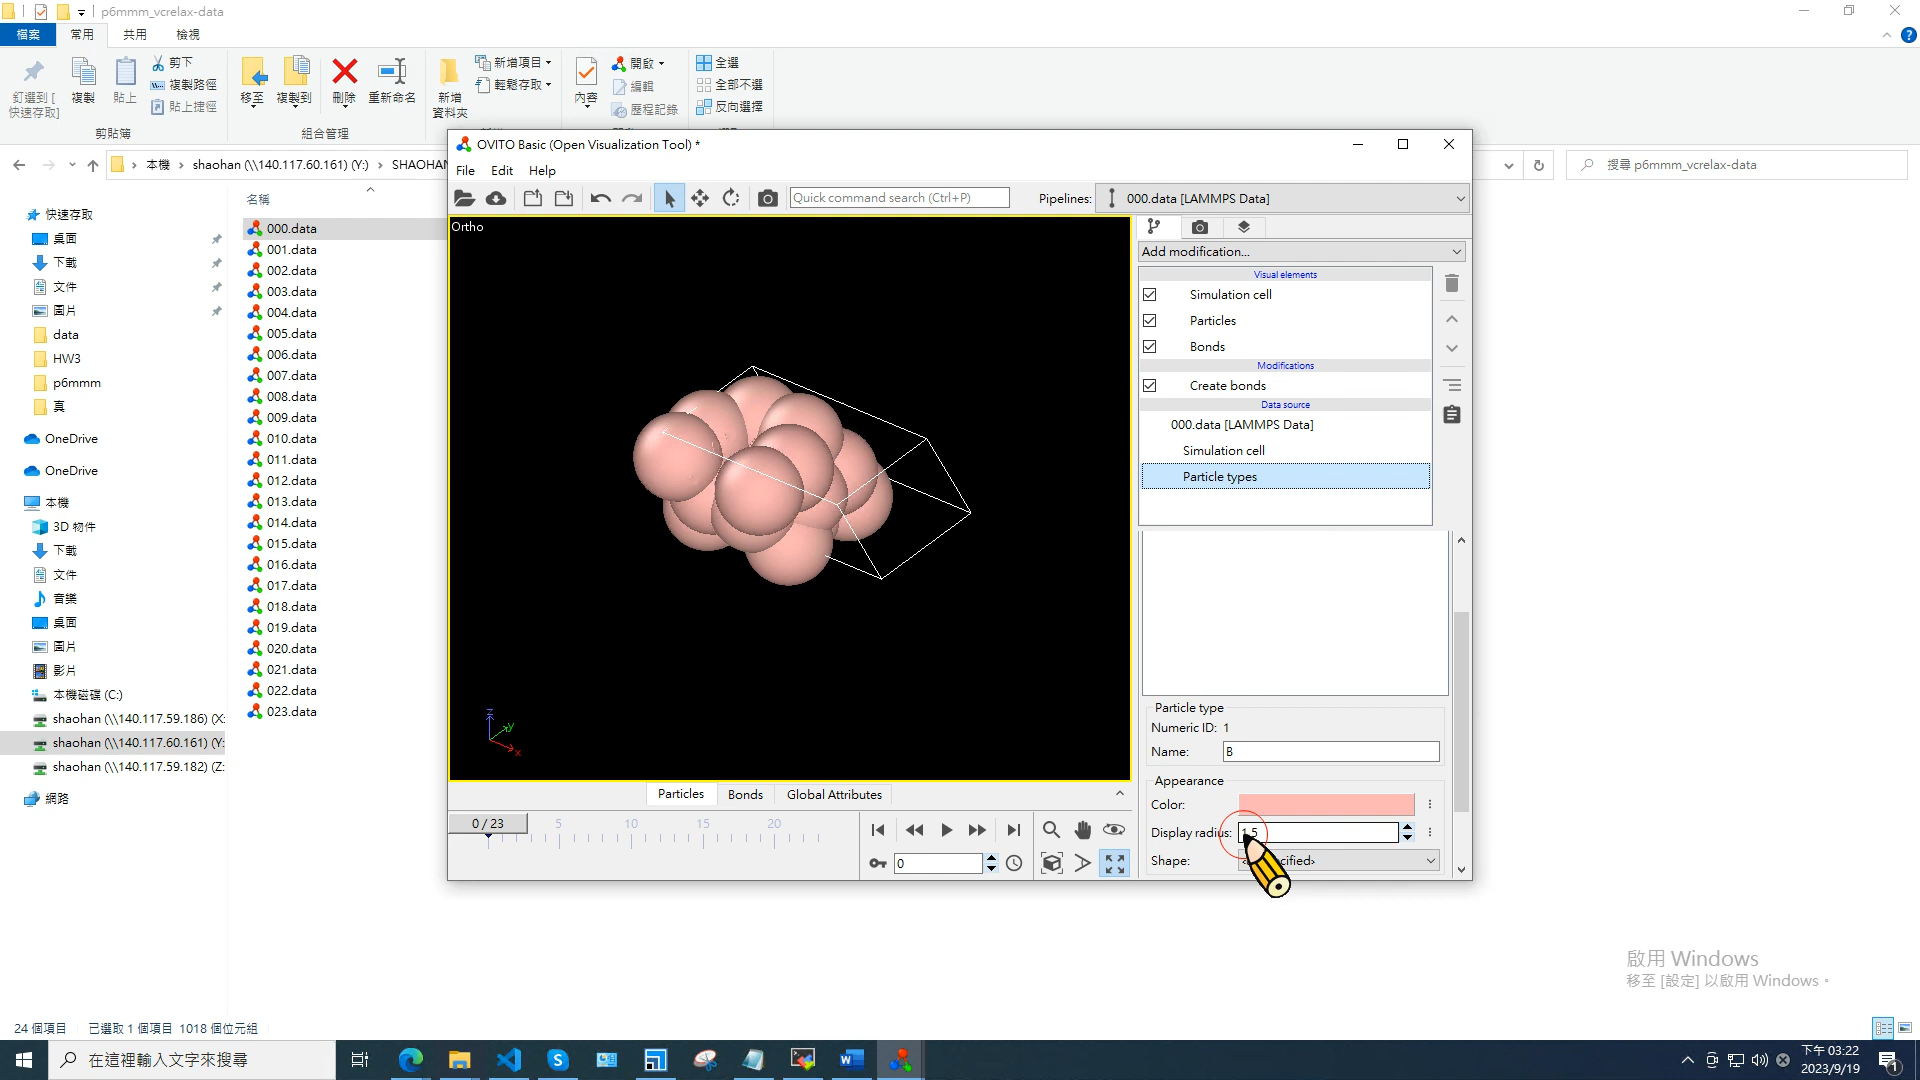 p6mmm_vcrelax-data
檔案 常用 共用 檢視
釘選到 [
快速存取]
複製
貼上
剪下
複製路徑
貼上捷徑
剪貼簿
移至
複製到
刪除
重新命名
組合管理
新增
資料夾
新增項目
輕鬆存取
內容
開啟
編輯
歷程記錄
全選
全部不選
反向選擇
本機 › shaohan (\\140.117.60.161) (Y:) › SHAOHAN
搜尋 p6mmm_vcrelax-data
快速存取
桌面
下載
文件
圖片
data
HW3
p6mmm
真
OneDrive
OneDrive
本機
3D 物件
下載
文件
音樂
桌面
圖片
影片
本機磁碟 (C:)
shaohan (\\140.117.59.186) (X:
shaohan (\\140.117.60.161) (Y:
shaohan (\\140.117.59.182) (Z:
網路
名稱
000.data
001.data
002.data
003.data
004.data
005.data
006.data
007.data
008.data
009.data
010.data
011.data
012.data
013.data
014.data
015.data
016.data
017.data
018.data
019.data
020.data
021.data
022.data
023.data
OVITO Basic (Open Visualization Tool) *
File Edit Help
Quick command search (Ctrl+P)
Pipelines: 000.data [LAMMPS Data]
Ortho
z
y
x
Add modification...
Visual elements
Simulation cell
Particles
Bonds
Modifications
Create bonds
Data source
000.data [LAMMPS Data]
Simulation cell
Particle types
Particle type
Numeric ID: 1
Name: B
Appearance
Color:
Display radius: 1.5
Shape:
Particles Bonds Global Attributes
0 / 23 5 10 15 20
0
啟用 Windows
移至 [設定] 以啟用 Windows。
24 個項目 已選取 1 個項目 1018 個位元組
在這裡輸入文字來搜尋
下午 03:22
2023/9/19
1